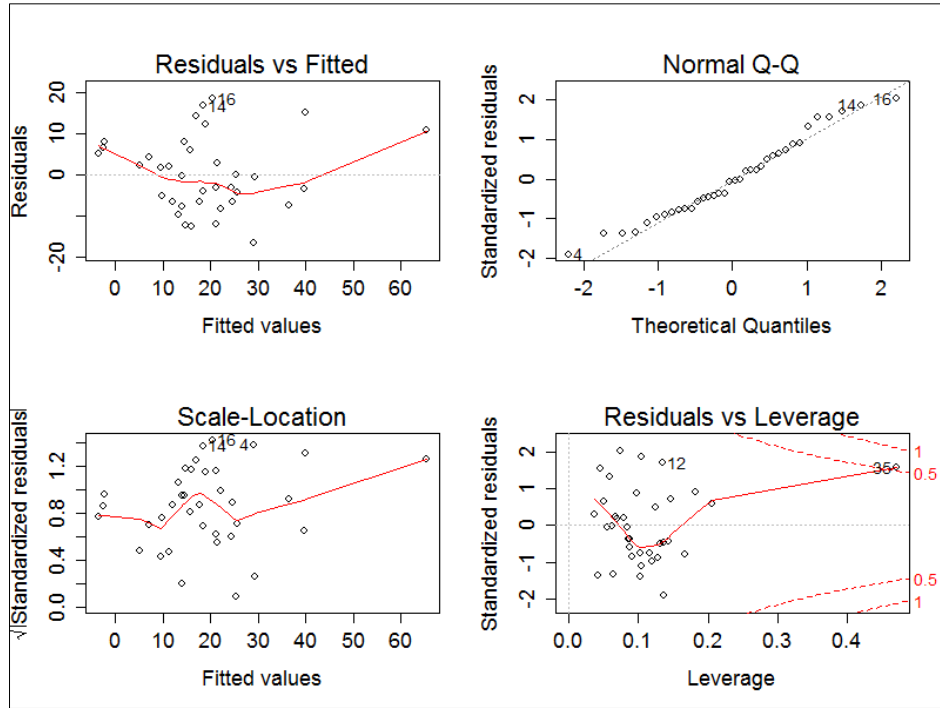 Residuals vs Fitted
Residuals
20
10
0
-20
16
14
0 10 20 30 40 50 60
Fitted values
Normal Q-Q
Standardized residuals
2
1
0
-1
-2
14 16
4
-2 -1 0 1 2
Theoretical Quantiles
Scale-Location
√|Standardized residuals|
1.2
0.8
0.4
0.0
16 4
14
0 10 20 30 40 50 60
Fitted values
Residuals vs Leverage
Standardized residuals
2
1
0
-1
-2
12
35
1
0.5
0.5
1
0.0 0.1 0.2 0.3 0.4
Leverage